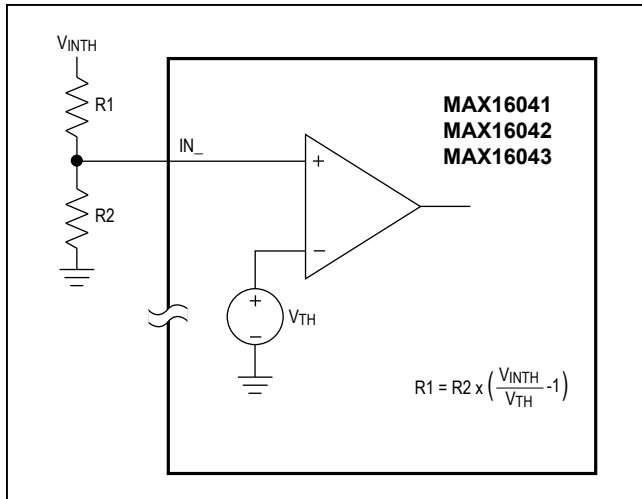 VINTH
R1
MAX16041
MAX16042
MAX16043
IN_
+
R2
−
+
−
VTH
R1 = R2 x ( VINTH / VTH -1 )